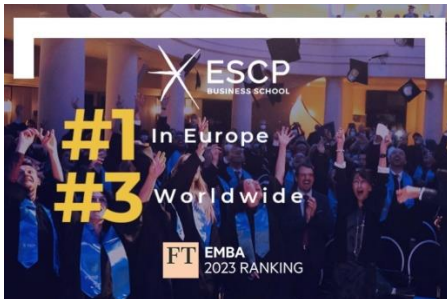 ESCP
BUSINESS SCHOOL
#1 In Europe
#3 Worldwide
FT EMBA
2023 RANKING